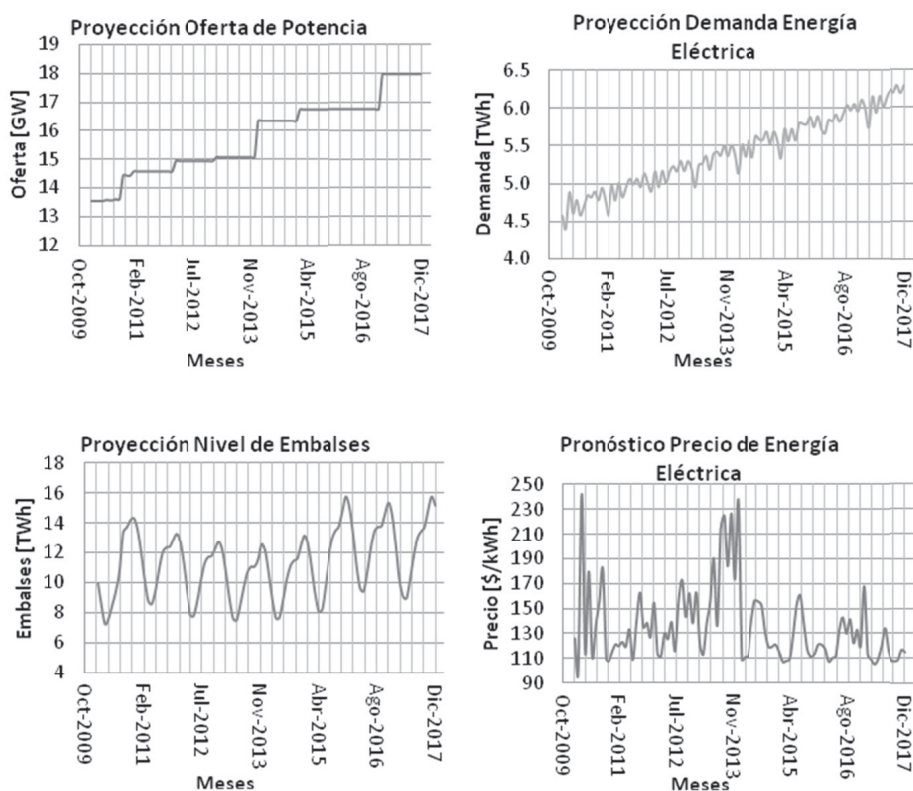 Proyección Oferta de Potencia
Oferta [GW]
19
18
17
16
15
14
13
12
Oct-2009
Feb-2011
Jul-2012
Nov-2013
Abr-2015
Ago-2016
Dic-2017
Meses
Proyección Demanda Energía
Eléctrica
Demanda [TWh]
6.5
6.0
5.5
5.0
4.5
4.0
Oct-2009
Feb-2011
Jul-2012
Nov-2013
Abr-2015
Ago-2016
Dic-2017
Meses
Proyección Nivel de Embalses
Embalses [TWh]
18
16
14
12
10
8
6
4
Oct-2009
Feb-2011
Jul-2012
Nov-2013
Abr-2015
Ago-2016
Dic-2017
Meses
Pronóstico Precio de Energía
Eléctrica
Precio [$/kWh]
250
230
210
190
170
150
130
110
90
Oct-2009
Feb-2011
Jul-2012
Nov-2013
Abr-2015
Ago-2016
Dic-2017
Meses